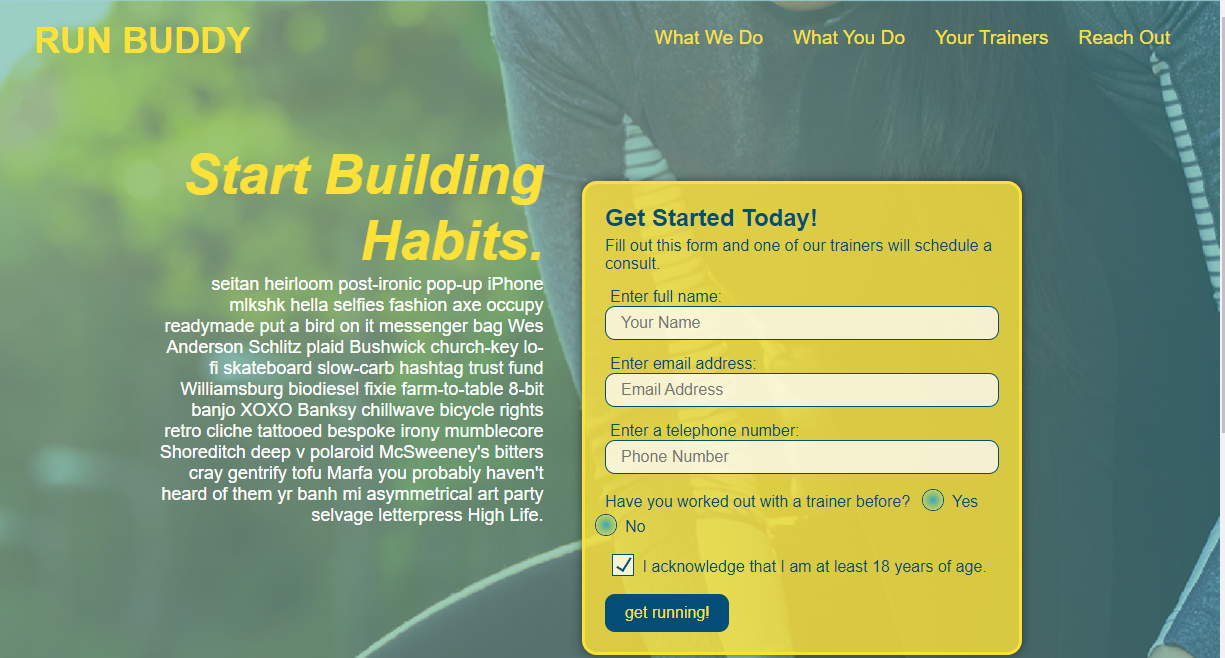 RUN BUDDY
What We Do
What You Do
Your Trainers
Reach Out
Start Building
Habits.
seitan heirloom post-ironic pop-up iPhone
mlkshk hella selfies fashion axe occupy
readymade put a bird on it messenger bag Wes
Anderson Schlitz plaid Bushwick church-key lo-
fi skateboard slow-carb hashtag trust fund
Williamsburg biodiesel fixie farm-to-table 8-bit
banjo XOXO Banksy chillwave bicycle rights
retro cliche tattooed bespoke irony mumblecore
Shoreditch deep v polaroid McSweeney's bitters
cray gentrify tofu Marfa you probably haven't
heard of them yr banh mi asymmetrical art party
selvage letterpress High Life.
Get Started Today!
Fill out this form and one of our trainers will schedule a
consult.
Enter full name:
Your Name
Enter email address:
Email Address
Enter a telephone number:
Phone Number
Have you worked out with a trainer before? Yes
No
I acknowledge that I am at least 18 years of age.
get running!